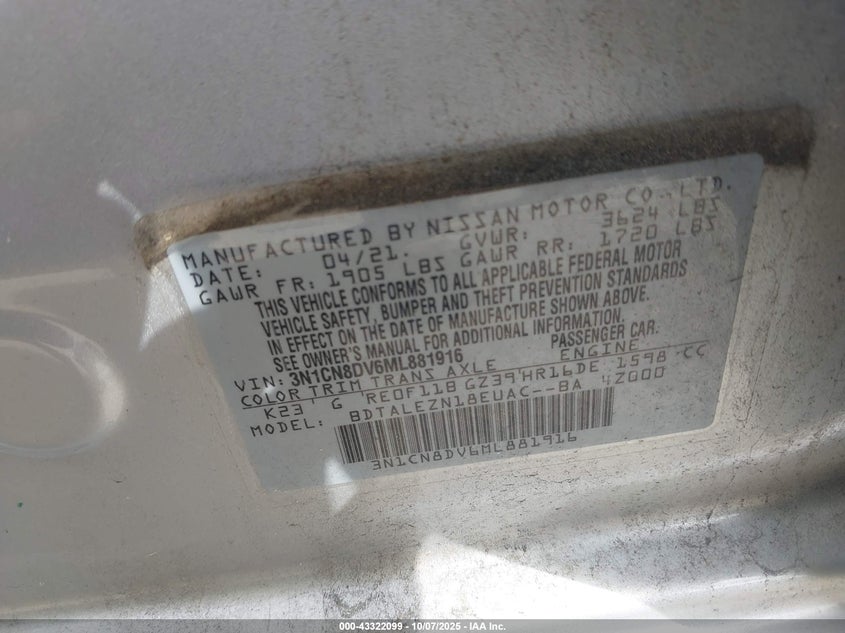 MANUFACTURED BY NISSAN MOTOR CO., LTD.
DATE: 04/21. GVWR: 3624 LBS
GAWR FR: 1905 LBS GAWR RR: 1720 LBS
THIS VEHICLE CONFORMS TO ALL APPLICABLE FEDERAL MOTOR
VEHICLE SAFETY, BUMPER AND THEFT PREVENTION STANDARDS
IN EFFECT ON THE DATE OF MANUFACTURE SHOWN ABOVE.
SEE OWNER'S MANUAL FOR ADDITIONAL INFORMATION.
VIN: 3N1CN8DV6ML881916 PASSENGER CAR.
COLOR TRIM TRANS AXLE ENGINE
K23 G RE0F11B GZ39 HR16DE 1598 CC
MODEL: BDTALEZN18EUAC--BA 4Z000
3N1CN8DV6ML881916
000-43322099 - 10/07/2025 - IAA Inc.